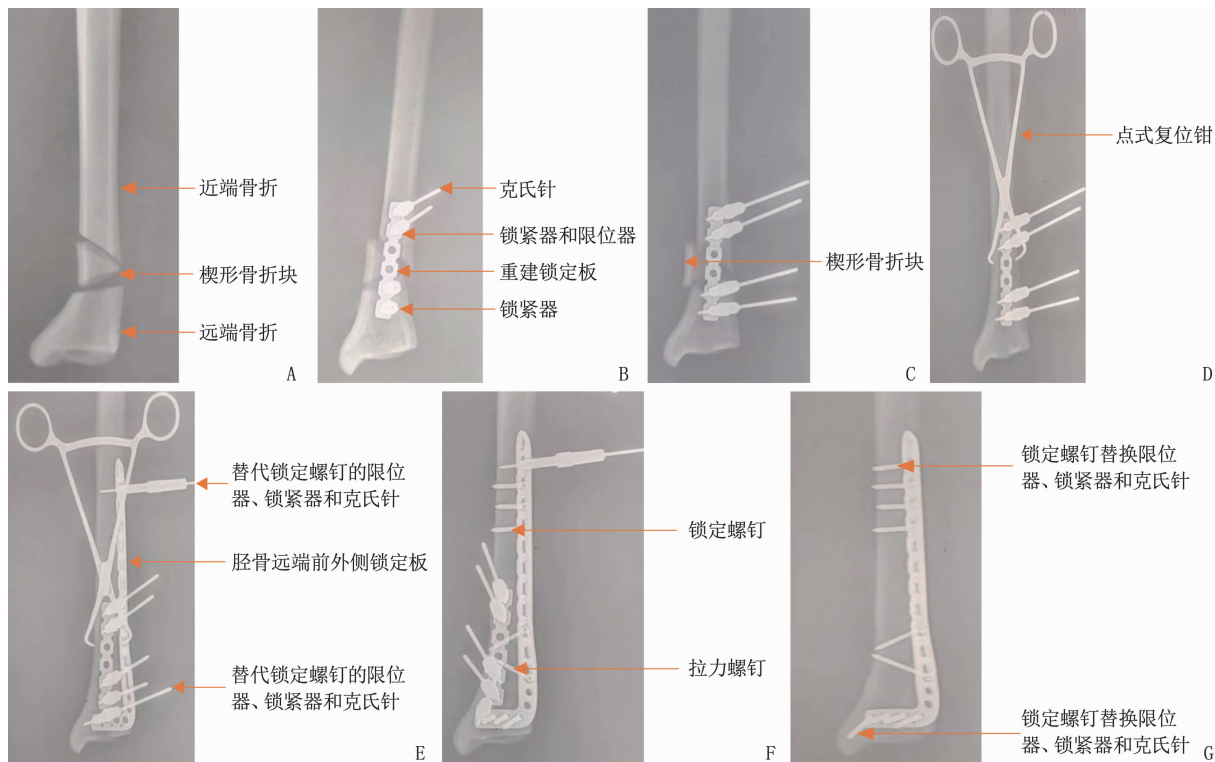 近端骨折
楔形骨折块
远端骨折
A
克氏针
锁紧器和限位器
重建锁定板
锁紧器
B
楔形骨折块
C
点式复位钳
D
替代锁定螺钉的限位
器、锁紧器和克氏针
胫骨远端前外侧锁定板
替代锁定螺钉的限位
器、锁紧器和克氏针
E
锁定螺钉
拉力螺钉
F
锁定螺钉替换限位
器、锁紧器和克氏针
锁定螺钉替换限位
器、锁紧器和克氏针
G